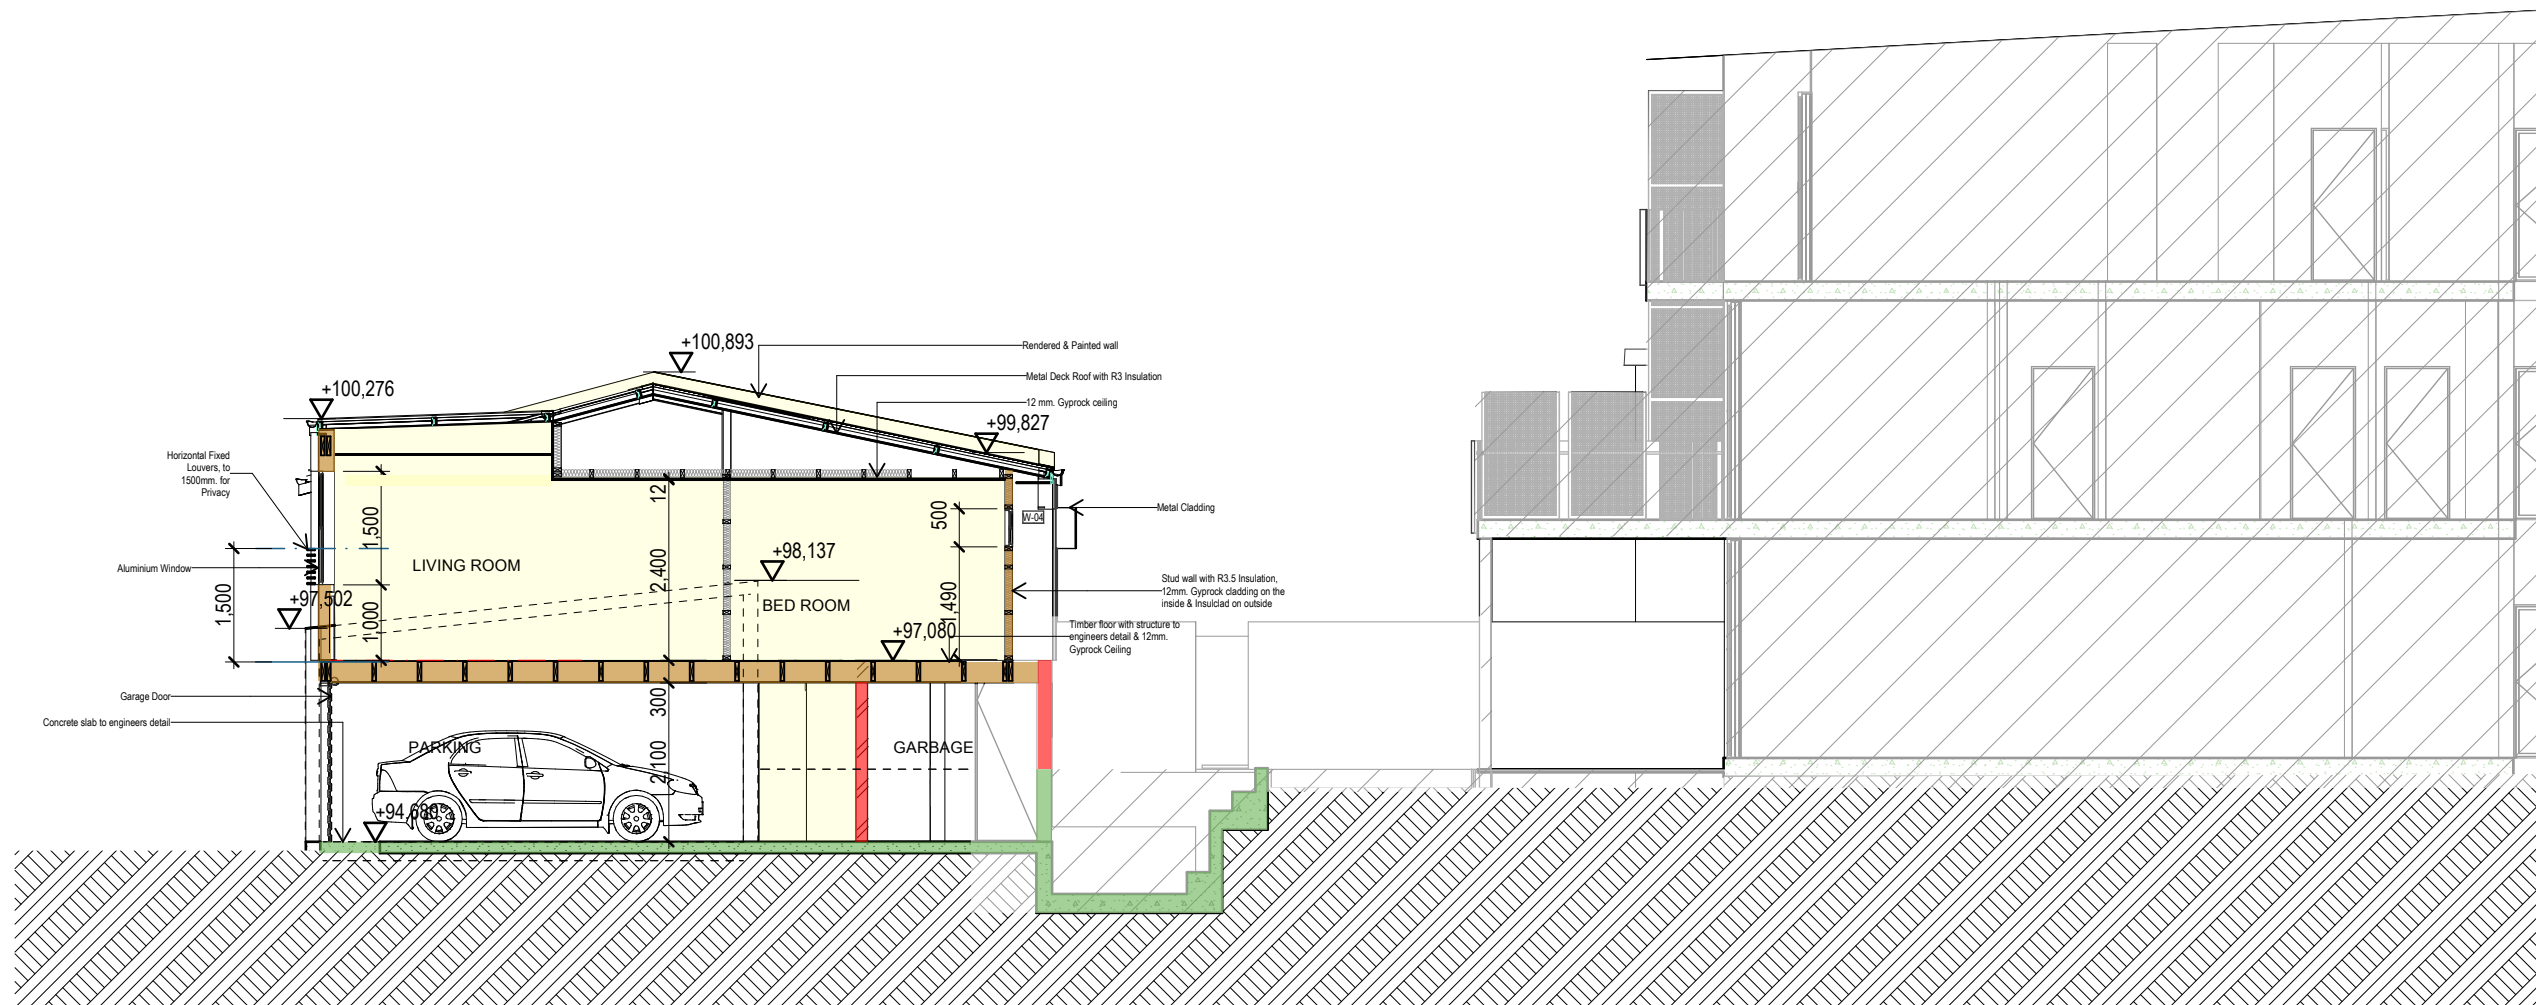 +100,893
Rendered & Painted wall
+100,276
Metal Deck Roof with R3 Insulation
12 mm. Gyprock ceiling
+99,827
Horizontal Fixed
Louvers, to
1500mm. for
Privacy
12
1,500
500
W-04
Metal Cladding
LIVING ROOM
2,400
+98,137
Aluminium Window
1,500
+97,502
1,000
BED ROOM
1,490
Stud wall with R3.5 Insulation,
12mm. Gyprock cladding on the
inside & Insulclad on outside
+97,080
Timber floor with structure to
engineers detail & 12mm.
Gyprock Ceiling
Garage Door
300
Concrete slab to engineers detail
PARKING
2,100
GARBAGE
+94,680